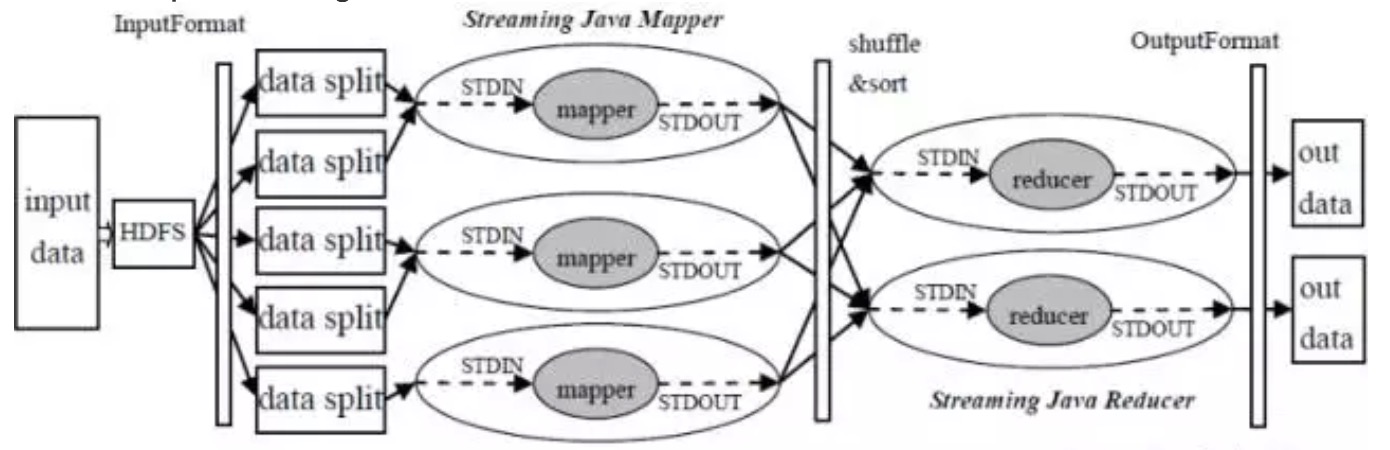 InputFormat
Streaming Java Mapper
shuffle
&sort
OutputFormat
input
data
HDFS
data split
data split
data split
data split
data split
STDIN
mapper
STDOUT
STDIN
mapper
STDOUT
STDIN
mapper
STDOUT
STDIN
reducer
STDOUT
STDIN
reducer
STDOUT
Streaming Java Reducer
out
data
out
data